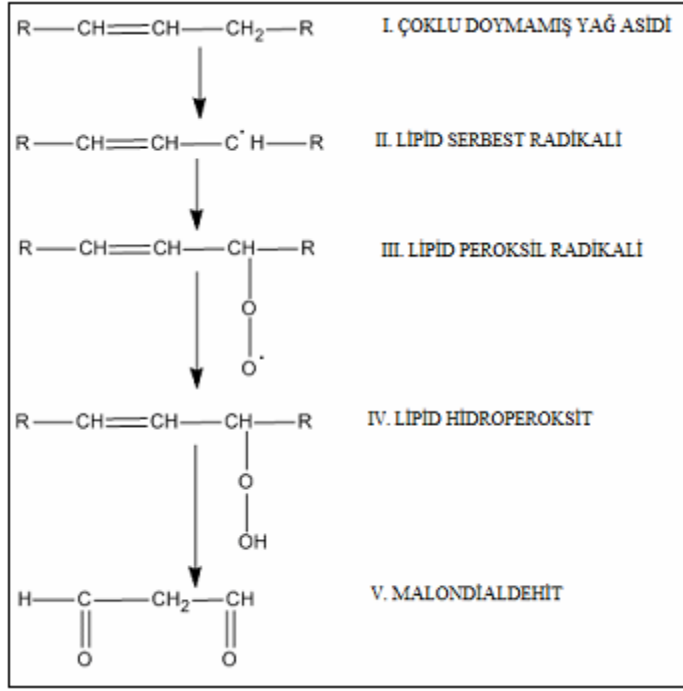 R—CH=CH—CH₂—R I. ÇOKLU DOYMAMIŞ YAĞ ASİDİ
R—CH=CH—C˙H—R II. LİPİD SERBEST RADİKALİ
R—CH=CH—CH—R III. LİPİD PEROKSİL RADİKALİ
O
O˙
R—CH=CH—CH—R IV. LİPİD HİDROPEROKSİT
O
OH
H—C—CH₂—CH V. MALONDİALDEHİT
O O